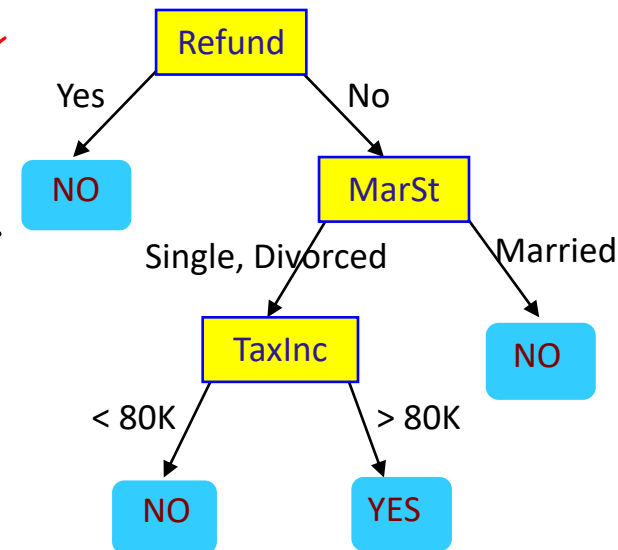 Refund
Yes
No
NO
MarSt
Single, Divorced
Married
TaxInc
NO
< 80K
> 80K
NO
YES